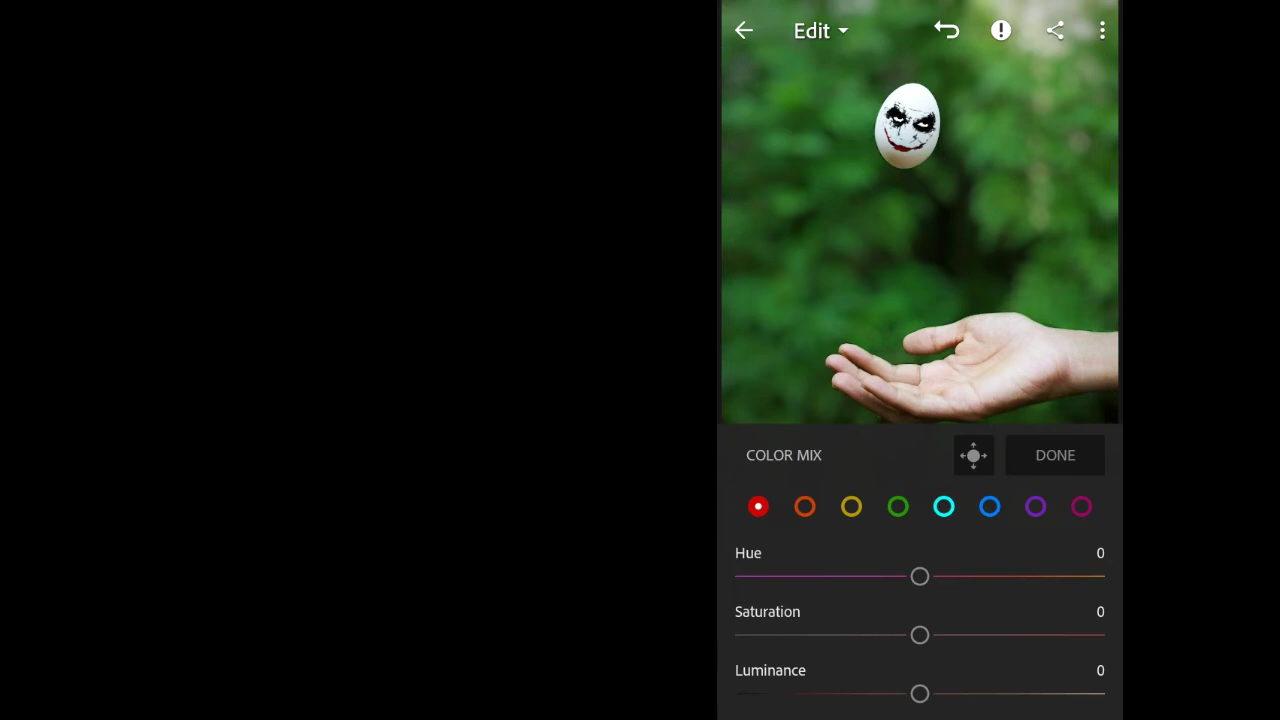 Edit
COLOR MIX
DONE
Hue 0
Saturation 0
Luminance 0